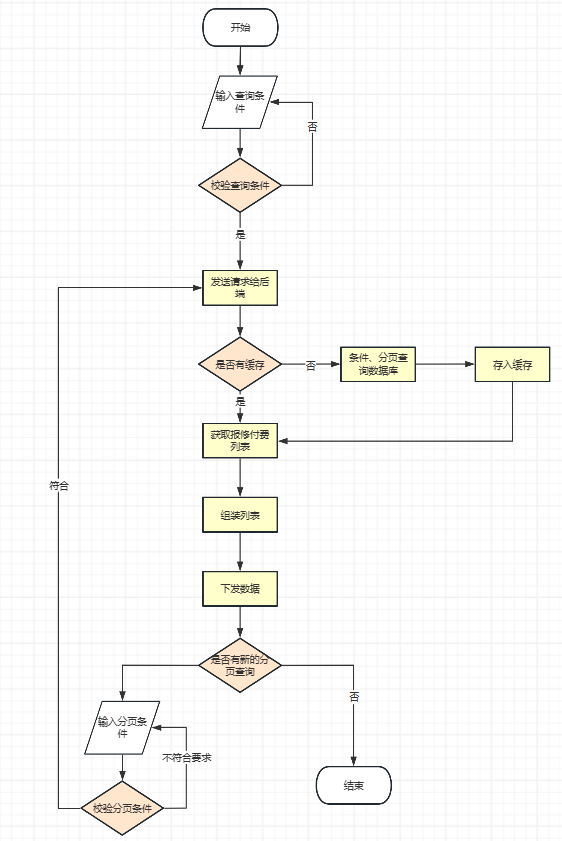 开始
输入查询条
件
否
校验查询条件
是
发送请求给后
端
是否有缓存
否
条件、分页查
询数据库
存入缓存
是
获取报修付费
列表
符合
组装列表
下发数据
是否有新的分
页查询
否
输入分页条
件
不符合要求
结束
校验分页条件